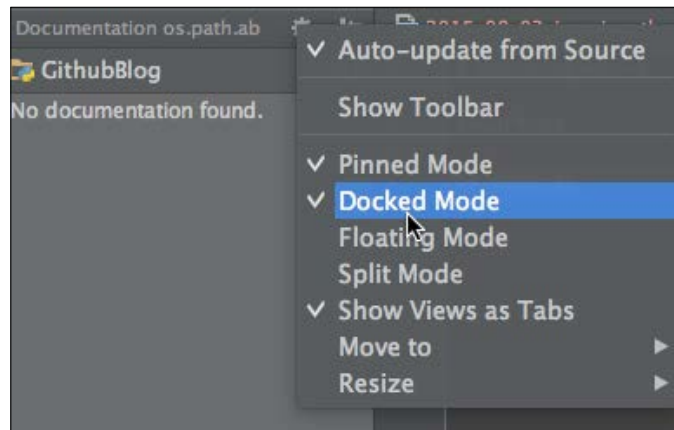 Documentation os.path.ab
GithubBlog
No documentation found.
Auto-update from Source
Show Toolbar
Pinned Mode
Docked Mode
Floating Mode
Split Mode
Show Views as Tabs
Move to
Resize